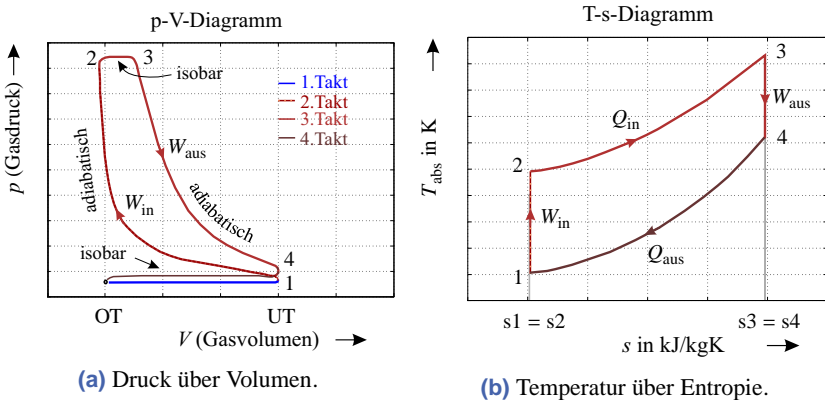 p-V-Diagramm
p (Gasdruck)
2
3
isobar
1.Takt
2.Takt
3.Takt
4.Takt
adiabatisch
W_aus
W_in
adiabatisch
isobar
4
1
OT
UT
V (Gasvolumen)
(a) Druck über Volumen.
T-s-Diagramm
T_abs in K
3
Q_in
W_aus
4
2
W_in
Q_aus
1
s1 = s2
s3 = s4
s in kJ/kgK
(b) Temperatur über Entropie.